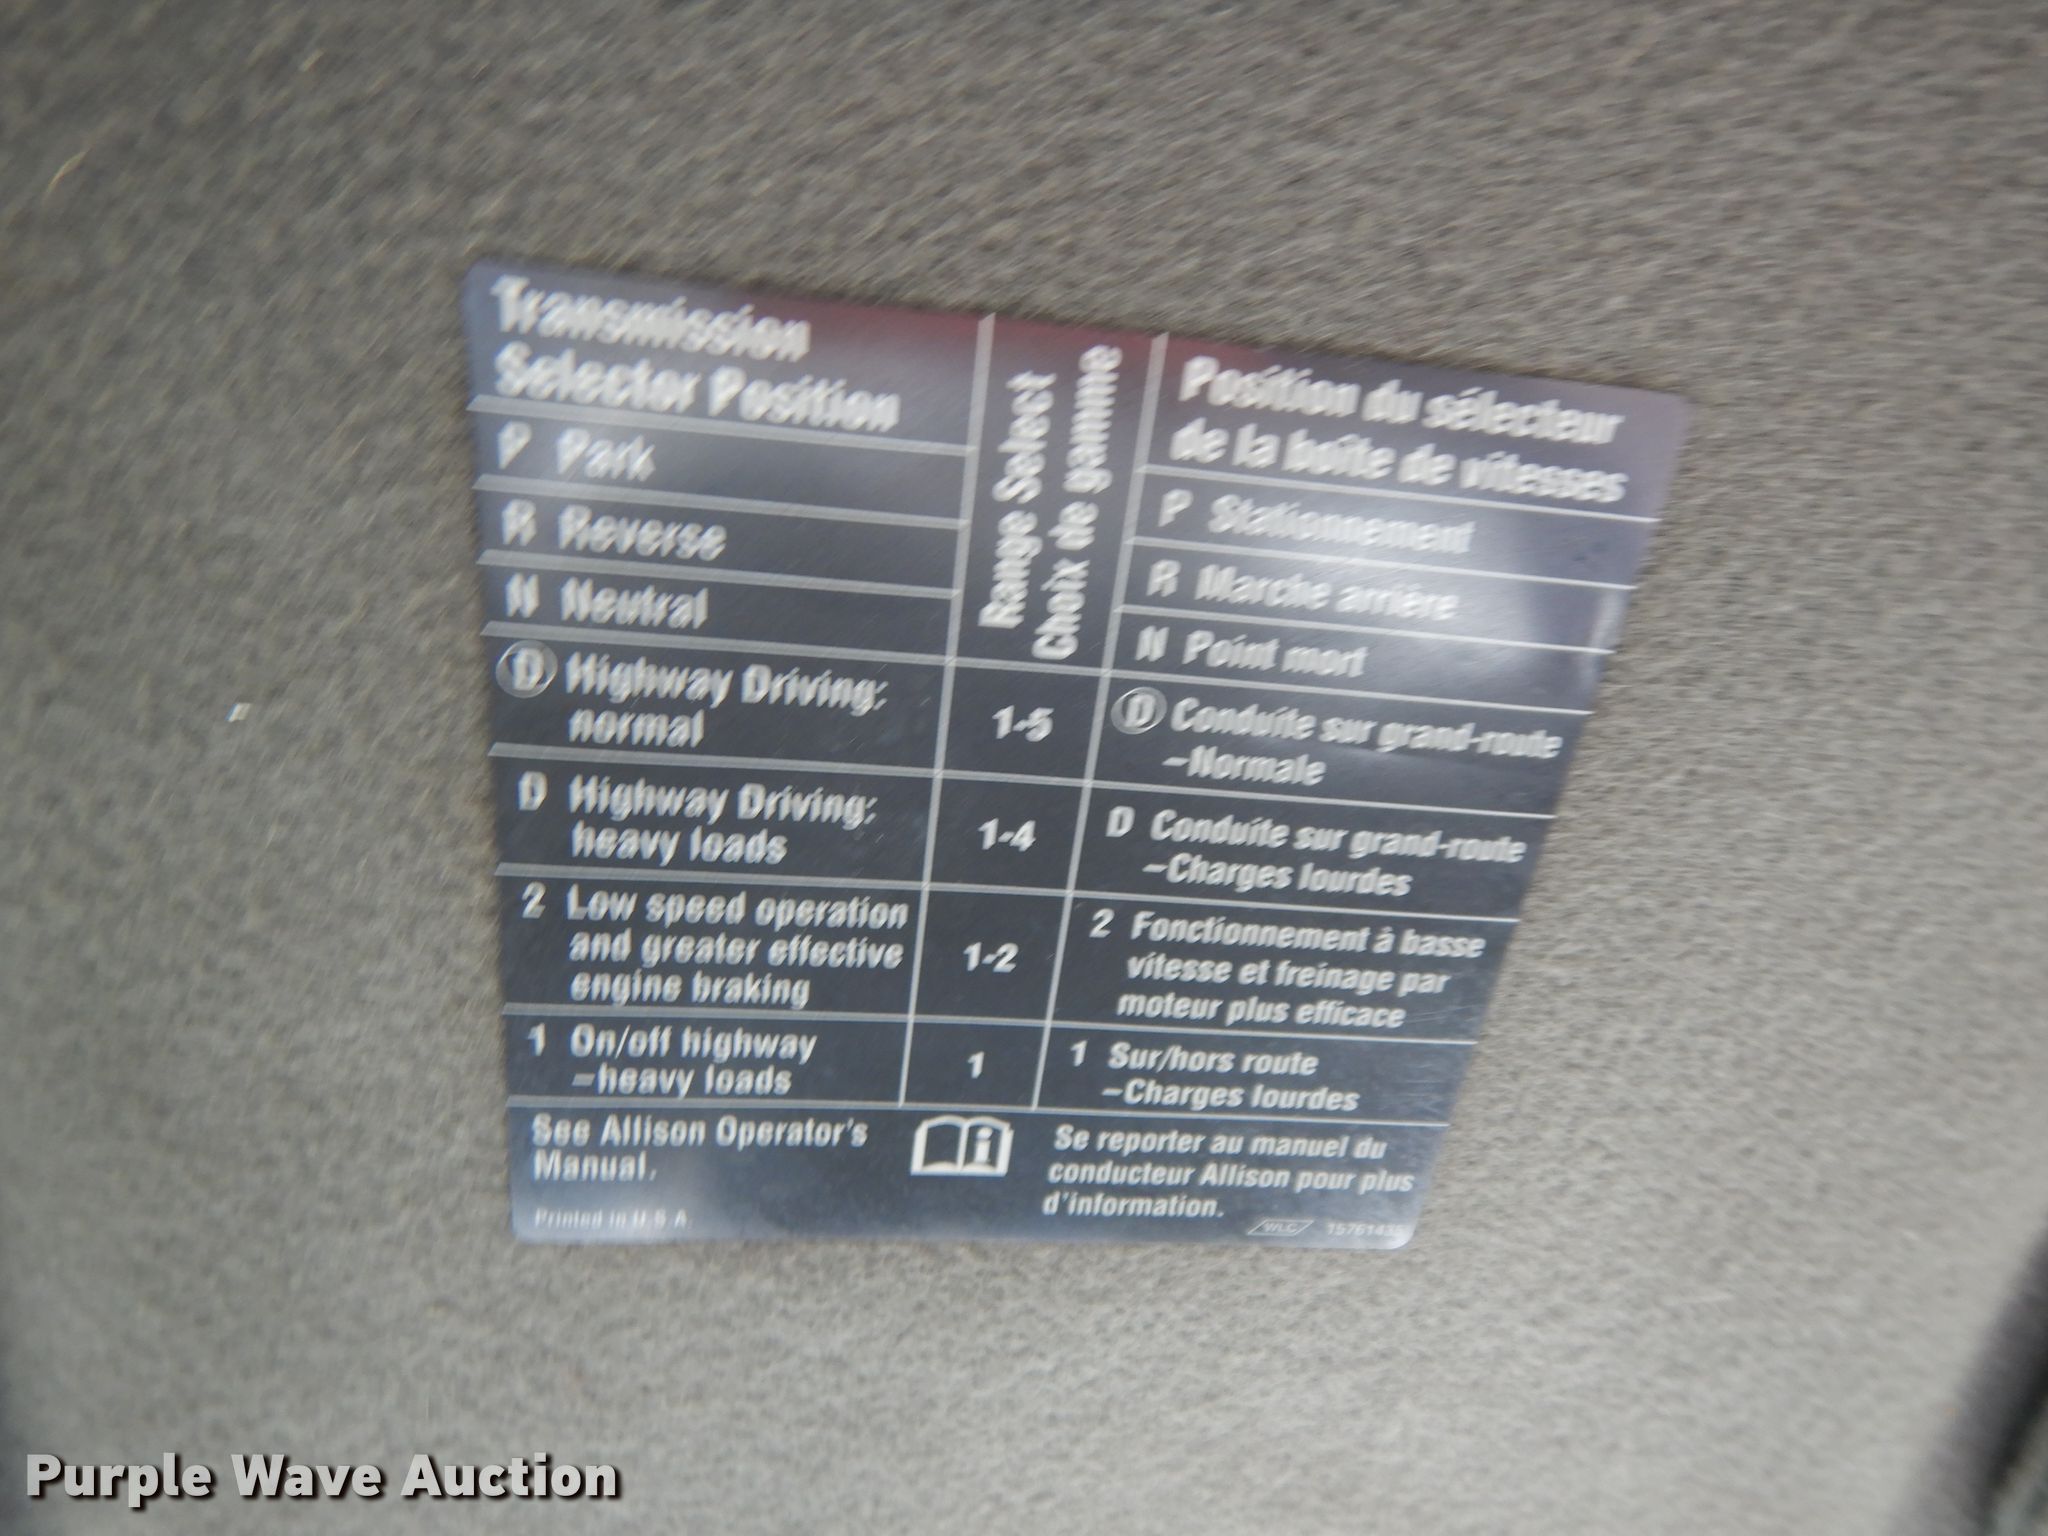 Transmission
Selector Position
P Park
R Reverse
N Neutral
D Highway Driving:
normal
D Highway Driving:
heavy loads
2 Low speed operation
and greater effective
engine braking
1 On/off highway
–heavy loads
See Allison Operator's
Manual.
Printed in U.S.A.
Range Select
Choix de gamme
1-5
1-4
1-2
1
Position du sélecteur
de la boîte de vitesses
P Stationnement
R Marche arrière
N Point mort
D Conduite sur grand-route
–Normale
D Conduite sur grand-route
–Charges lourdes
2 Fonctionnement à basse
vitesse et freinage par
moteur plus efficace
1 Sur/hors route
–Charges lourdes
Se reporter au manuel du
conducteur Allison pour plus
d'information.
WLC
Purple Wave Auction